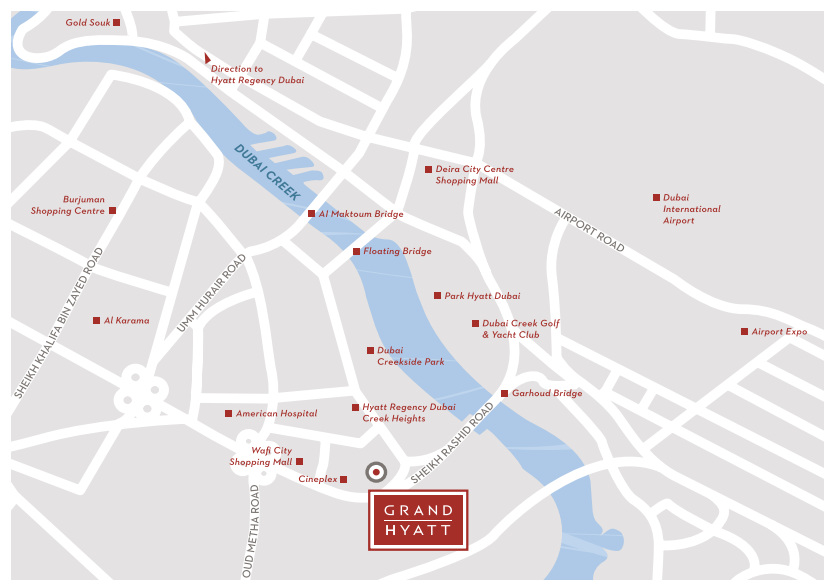 Gold Souk
Direction to
Hyatt Regency Dubai
DUBAI CREEK
Deira City Centre
Shopping Mall
Burjuman
Shopping Centre
Al Maktoum Bridge
Dubai
International
Airport
AIRPORT ROAD
Floating Bridge
SHEIKH KHALIFA BIN ZAYED ROAD
UMM HURAIR ROAD
Park Hyatt Dubai
Al Karama
Dubai Creek Golf
& Yacht Club
Airport Expo
Dubai
Creekside Park
Garhoud Bridge
American Hospital
Hyatt Regency Dubai
Creek Heights
SHEIKH RASHID ROAD
Wafi City
Shopping Mall
Cineplex
OUD METHA ROAD
GRAND
HYATT